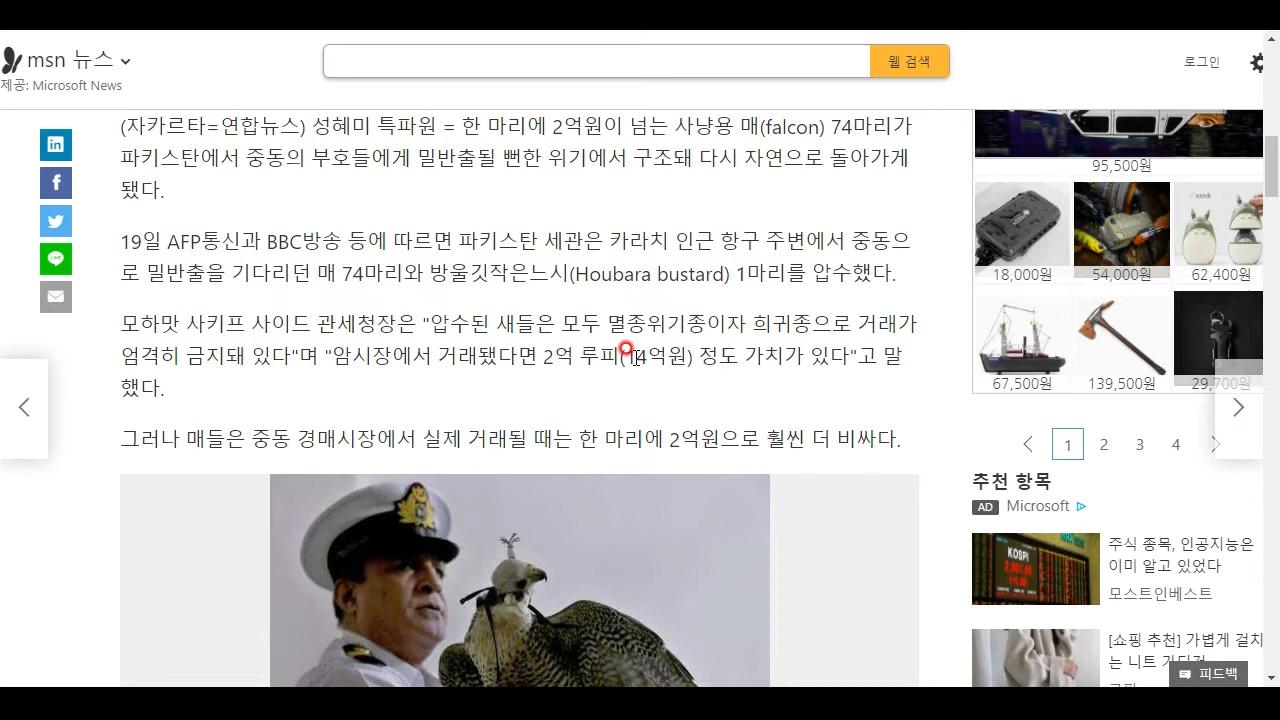 msn 뉴스
제공: Microsoft News
웹 검색
로그인
(자카르타=연합뉴스) 성혜미 특파원 = 한 마리에 2억원이 넘는 사냥용 매(falcon) 74마리가
파키스탄에서 중동의 부호들에게 밀반출될 뻔한 위기에서 구조돼 다시 자연으로 돌아가게
됐다.
19일 AFP통신과 BBC방송 등에 따르면 파키스탄 세관은 카라치 인근 항구 주변에서 중동으
로 밀반출을 기다리던 매 74마리와 방울깃작은느시(Houbara bustard) 1마리를 압수했다.
모하맛 사키프 사이드 관세청장은 "압수된 새들은 모두 멸종위기종이자 희귀종으로 거래가
엄격히 금지돼 있다"며 "암시장에서 거래됐다면 2억 루피(14억원) 정도 가치가 있다"고 말
했다.
그러나 매들은 중동 경매시장에서 실제 거래될 때는 한 마리에 2억원으로 훨씬 더 비싸다.
95,500원
18,000원
54,000원
62,400원
67,500원
139,500원
29,700원
1 2 3 4
추천 항목
AD Microsoft
KOSPI
주식 종목, 인공지능은
이미 알고 있었다
모스트인베스트
[쇼핑 추천] 가볍게 걸치
는 니트
피드백